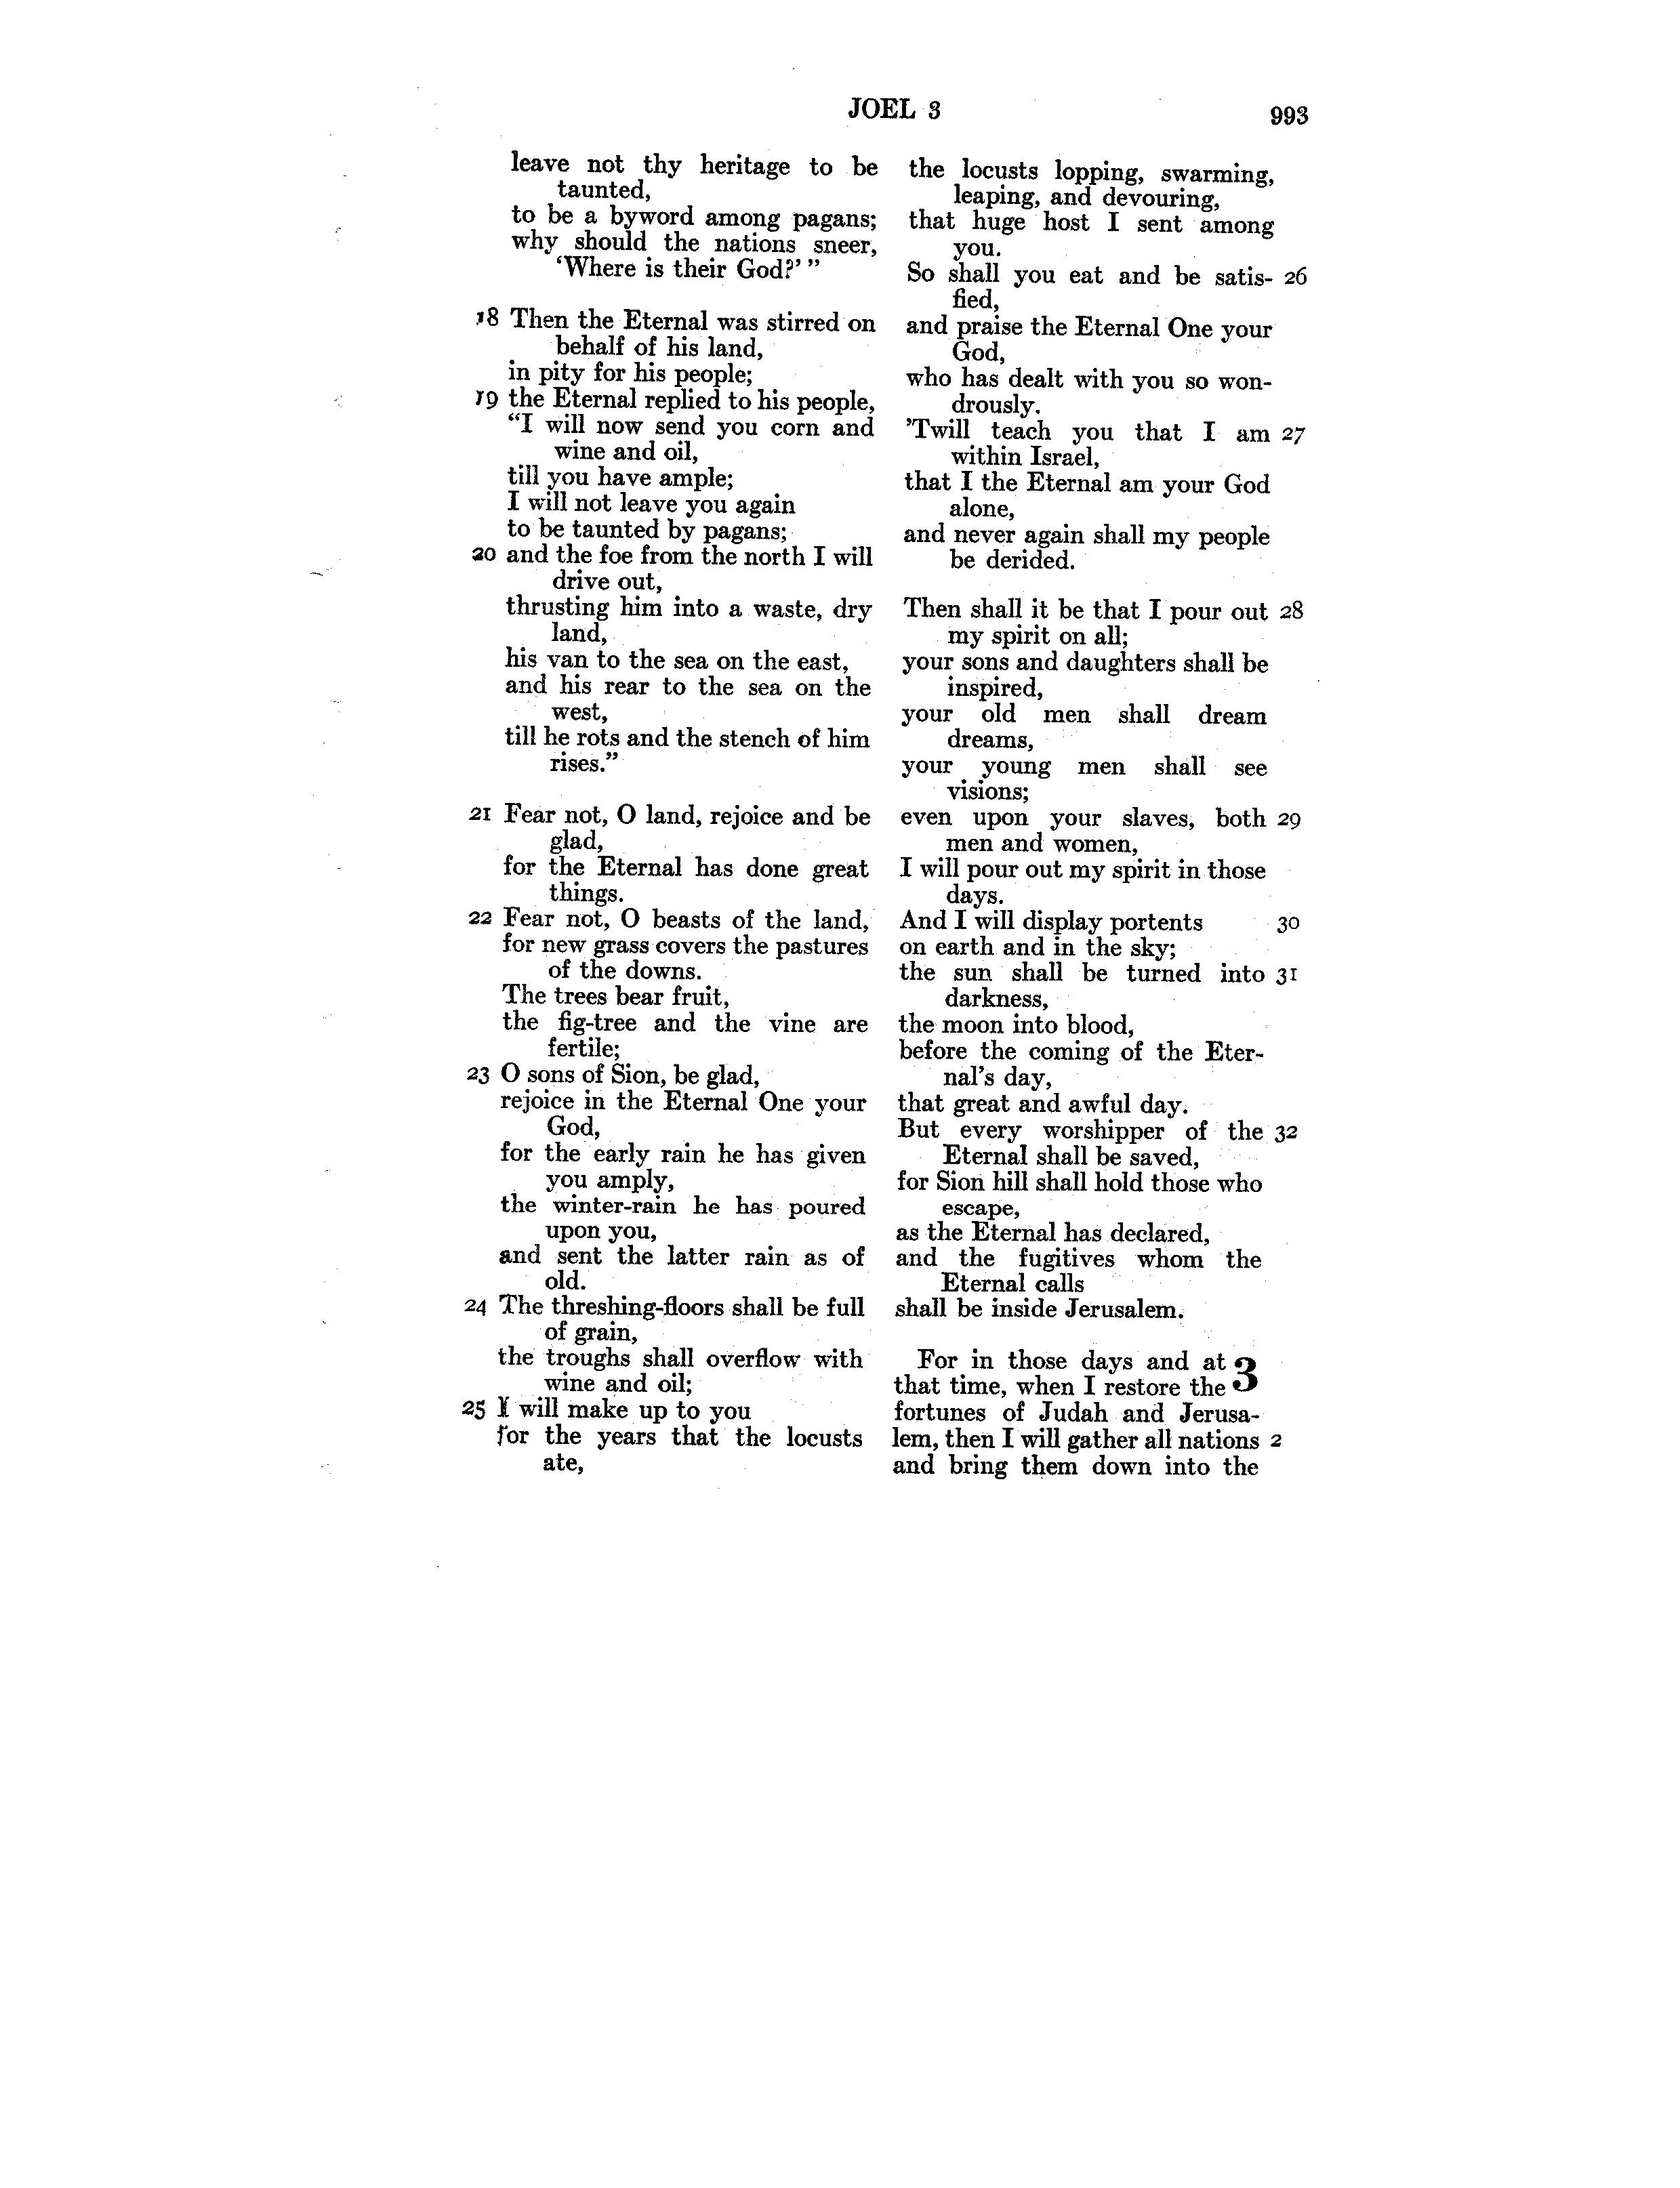 JOEL 3
993
leave not thy heritage to be
taunted,
to be a byword among pagans;
why should the nations sneer,
‘Where is their God?’ ”
18 Then the Eternal was stirred on
behalf of his land,
in pity for his people;
19 the Eternal replied to his people,
“I will now send you corn and
wine and oil,
till you have ample;
I will not leave you again
to be taunted by pagans;
20 and the foe from the north I will
drive out,
thrusting him into a waste, dry
land,
his van to the sea on the east,
and his rear to the sea on the
west,
till he rots and the stench of him
rises.”
21 Fear not, O land, rejoice and be
glad,
for the Eternal has done great
things.
22 Fear not, O beasts of the land,
for new grass covers the pastures
of the downs.
The trees bear fruit,
the fig-tree and the vine are
fertile;
23 O sons of Sion, be glad,
rejoice in the Eternal One your
God,
for the early rain he has given
you amply,
the winter-rain he has poured
upon you,
and sent the latter rain as of
old.
24 The threshing-floors shall be full
of grain,
the troughs shall overflow with
wine and oil;
25 I will make up to you
for the years that the locusts
ate,
the locusts lopping, swarming,
leaping, and devouring,
that huge host I sent among
you.
So shall you eat and be satis- 26
fied,
and praise the Eternal One your
God,
who has dealt with you so won-
drously.
’Twill teach you that I am 27
within Israel,
that I the Eternal am your God
alone,
and never again shall my people
be derided.
Then shall it be that I pour out 28
my spirit on all;
your sons and daughters shall be
inspired,
your old men shall dream
dreams,
your young men shall see
visions;
even upon your slaves, both 29
men and women,
I will pour out my spirit in those
days.
And I will display portents 30
on earth and in the sky;
the sun shall be turned into 31
darkness,
the moon into blood,
before the coming of the Eter-
nal’s day,
that great and awful day.
But every worshipper of the 32
Eternal shall be saved,
for Sion hill shall hold those who
escape,
as the Eternal has declared,
and the fugitives whom the
Eternal calls
shall be inside Jerusalem.
For in those days and at 3
that time, when I restore the
fortunes of Judah and Jerusa-
lem, then I will gather all nations 2
and bring them down into the